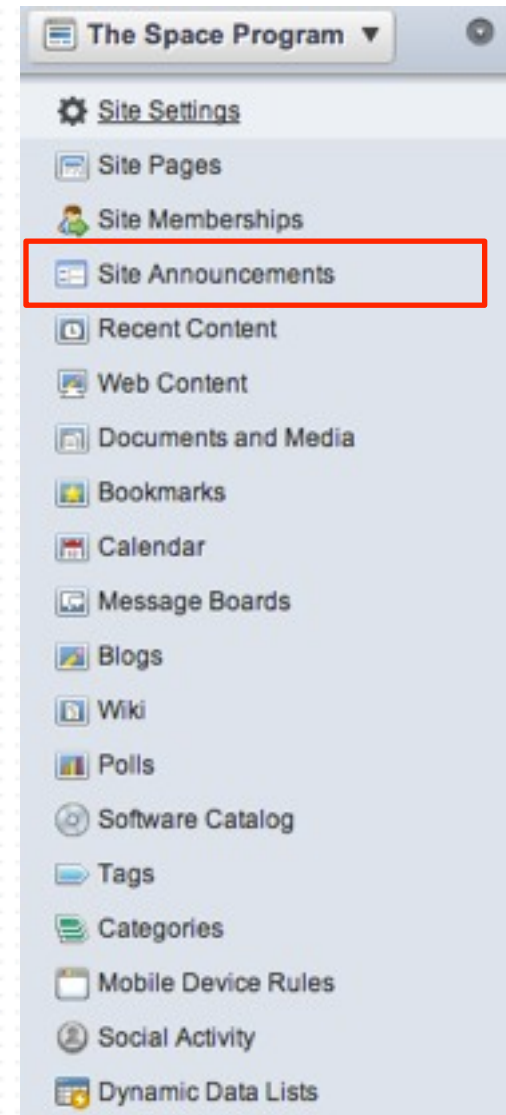 The Space Program ▼
Site Settings
Site Pages
Site Memberships
Site Announcements
Recent Content
Web Content
Documents and Media
Bookmarks
Calendar
Message Boards
Blogs
Wiki
Polls
Software Catalog
Tags
Categories
Mobile Device Rules
Social Activity
Dynamic Data Lists